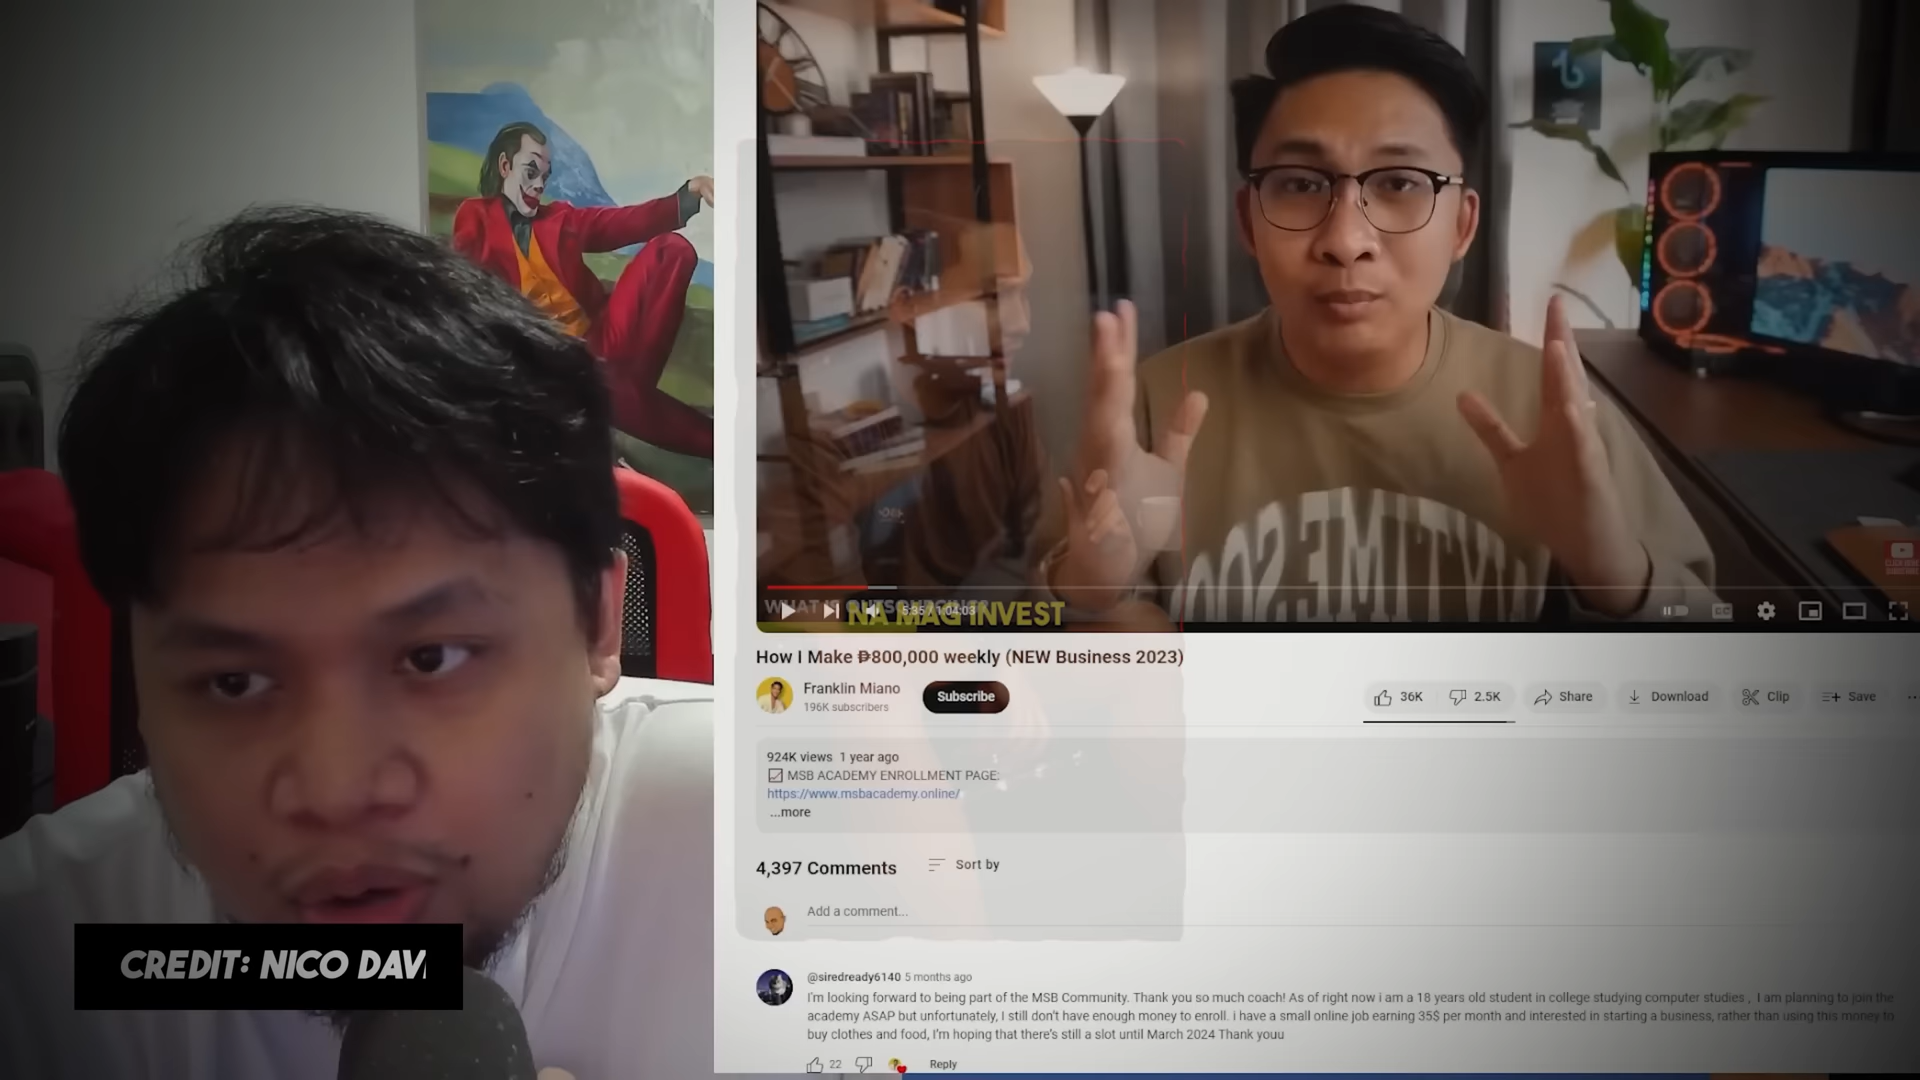 NA MAG INVEST
5:35 / 1:04:03
How I Make ₱800,000 weekly (NEW Business 2023)
Franklin Miano
196K subscribers
Subscribe
36K
2.5K
Share
Download
Clip
Save
924K views 1 year ago
MSB ACADEMY ENROLLMENT PAGE:
https://www.msbacademy.online/
...more
4,397 Comments
Sort by
Add a comment...
CREDIT: NICO DAV
@siredready6140 5 months ago
I'm looking forward to being part of the MSB Community. Thank you so much coach! As of right now i am a 18 years old student in college studying computer studies , I am planning to join the
academy ASAP but unfortunately, I still don't have enough money to enroll. i have a small online job earning 35$ per month and interested in starting a business, rather than using this money to
buy clothes and food, I'm hoping that there's still a slot until March 2024 Thank youu
22
Reply